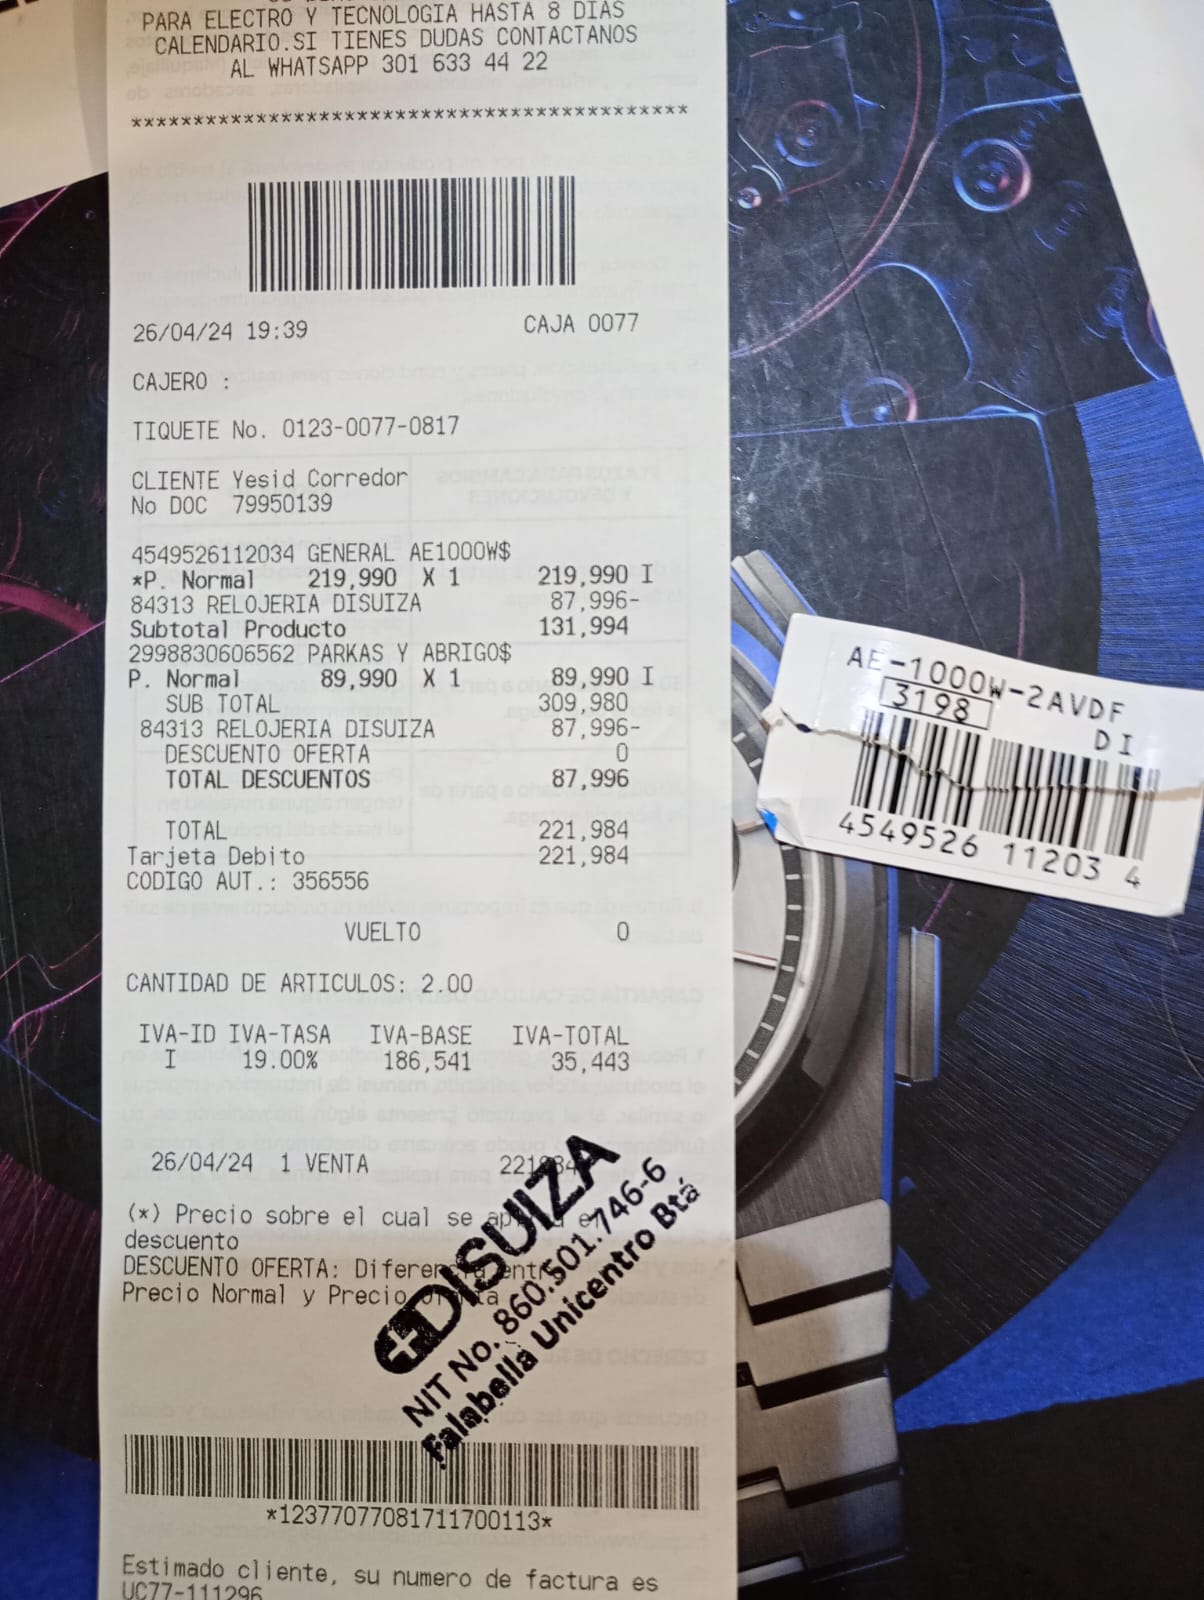 PARA ELECTRO Y TECNOLOGIA HASTA 8 DIAS
CALENDARIO.SI TIENES DUDAS CONTACTANOS
AL WHATSAPP 301 633 44 22
********************************************
26/04/24 19:39 CAJA 0077
CAJERO :
TIQUETE No. 0123-0077-0817
CLIENTE Yesid Corredor
No DOC 79950139
4549526112034 GENERAL AE1000W$
*P. Normal 219,990 X 1 219,990 I
84313 RELOJERIA DISUIZA 87,996-
Subtotal Producto 131,994
2998830606562 PARKAS Y ABRIGO$
P. Normal 89,990 X 1 89,990 I
SUB TOTAL 309,980
84313 RELOJERIA DISUIZA 87,996-
DESCUENTO OFERTA 0
TOTAL DESCUENTOS 87,996
TOTAL 221,984
Tarjeta Debito 221,984
CODIGO AUT.: 356556
VUELTO 0
CANTIDAD DE ARTICULOS: 2.00
IVA-ID IVA-TASA IVA-BASE IVA-TOTAL
I 19.00% 186,541 35,443
26/04/24 1 VENTA 221984
(*) Precio sobre el cual se en
descuento
DESCUENTO OFERTA: Diferencia entre
Precio Normal y Precio Oferta
DISUIZA
NIT No. 860.501.746-6
Falabella Unicentro Btá
*12377077081711700113*
Estimado cliente, su numero de factura es
UC77-111296
AE-1000W-2AVDF
3198 DI
4549526 11203 4